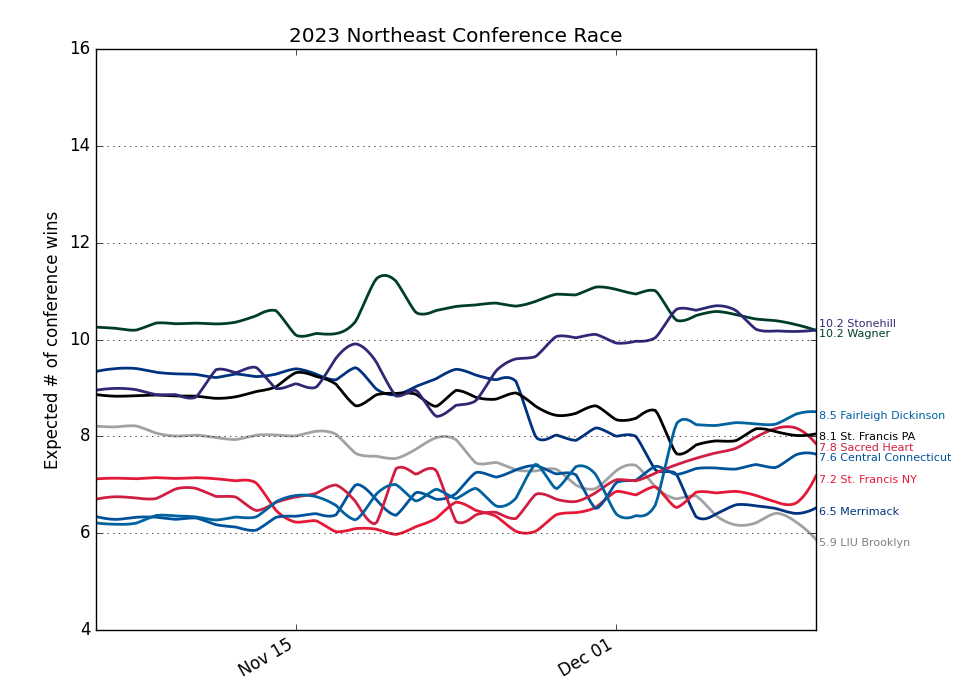 2023 Northeast Conference Race
Expected # of conference wins
16
14
12
10
8
6
4
Nov 15
Dec 01
10.2 Stonehill
10.2 Wagner
8.5 Fairleigh Dickinson
8.1 St. Francis PA
7.8 Sacred Heart
7.6 Central Connecticut
7.2 St. Francis NY
6.5 Merrimack
5.9 LIU Brooklyn